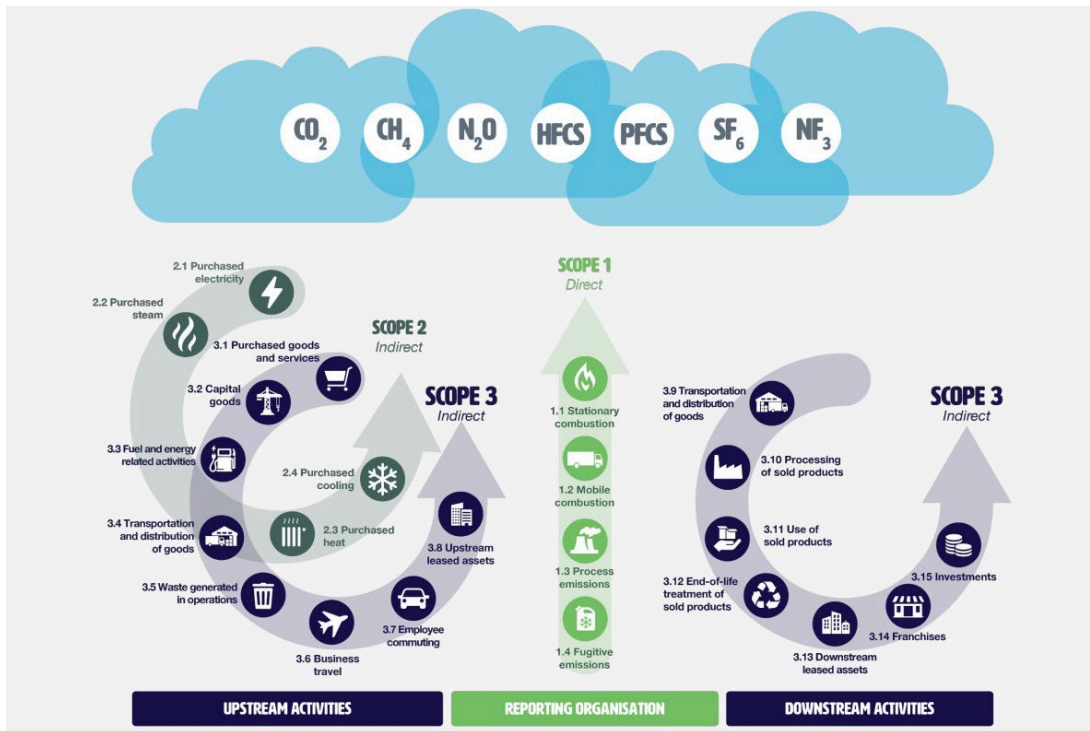 CO2
CH4
N2O
HFCS
PFCS
SF6
NF3
2.1 Purchased
electricity
2.2 Purchased
steam
SCOPE 2
Indirect
2.4 Purchased
cooling
2.3 Purchased
heat
3.1 Purchased goods
and services
3.2 Capital
goods
3.3 Fuel and energy
related activities
3.4 Transportation
and distribution
of goods
3.5 Waste generated
in operations
3.6 Business
travel
3.7 Employee
commuting
3.8 Upstream
leased assets
SCOPE 3
Indirect
SCOPE 1
Direct
1.1 Stationary
combustion
1.2 Mobile
combustion
1.3 Process
emissions
1.4 Fugitive
emissions
3.9 Transportation
and distribution
of goods
3.10 Processing
of sold products
3.11 Use of
sold products
3.12 End-of-life
treatment of
sold products
3.13 Downstream
leased assets
3.14 Franchises
3.15 Investments
SCOPE 3
Indirect
UPSTREAM ACTIVITIES
REPORTING ORGANISATION
DOWNSTREAM ACTIVITIES